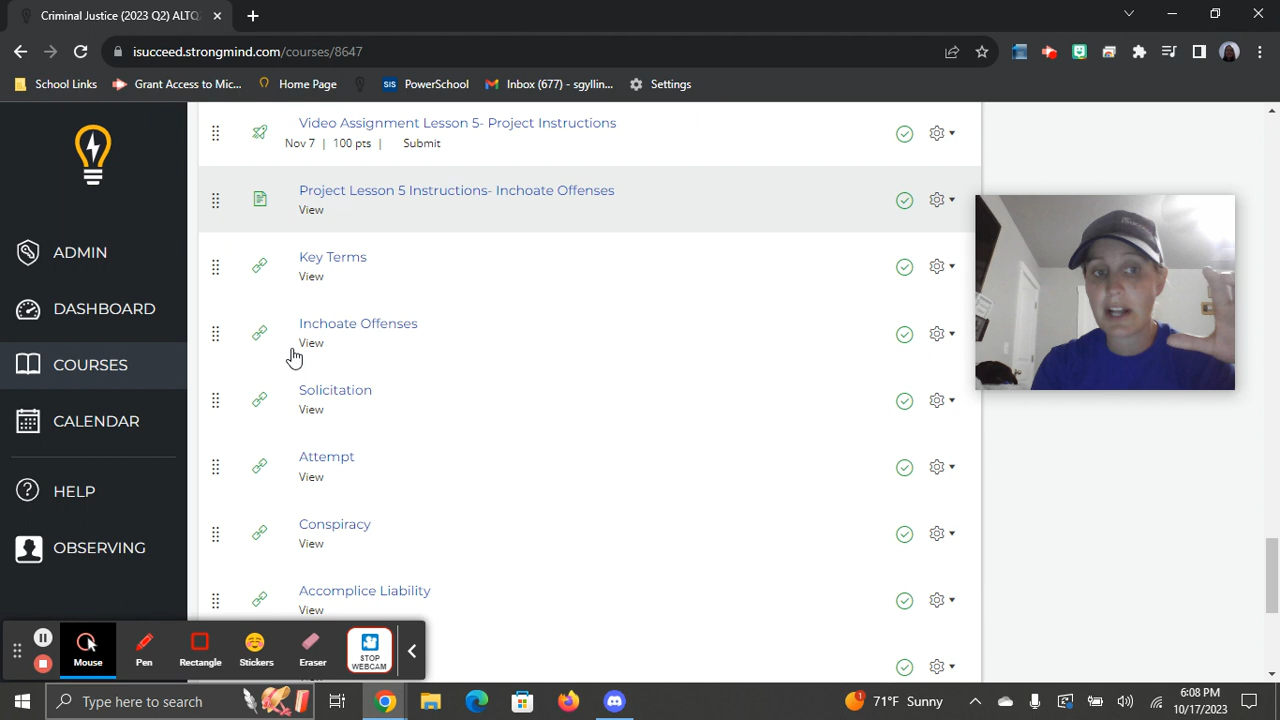 Criminal Justice (2023 Q2) ALTQ
isucceed.strongmind.com/courses/8647
School Links
Grant Access to Mic...
Home Page
SIS
PowerSchool
Inbox (677) - sgyllin...
Settings
ADMIN
DASHBOARD
COURSES
CALENDAR
HELP
OBSERVING
Video Assignment Lesson 5- Project Instructions
Nov 7 | 100 pts | Submit
Project Lesson 5 Instructions- Inchoate Offenses
View
Key Terms
View
Inchoate Offenses
View
Solicitation
View
Attempt
View
Conspiracy
View
Accomplice Liability
View
Mouse
Pen
Rectangle
Stickers
Eraser
STOP
WEBCAM
Type here to search
1
71°F Sunny
6:08 PM
10/17/2023